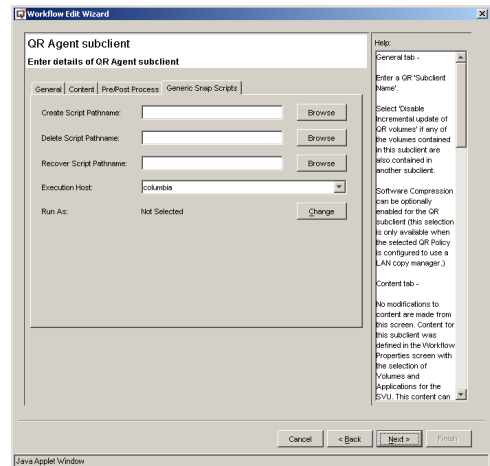 Workflow Edit Wizard
QR Agent subclient
Enter details of QR Agent subclient
General Content Pre/Post Process Generic Snap Scripts
Create Script Pathname: Browse
Delete Script Pathname: Browse
Recover Script Pathname: Browse
Execution Host: columbia
Run As: Not Selected Change
Help:
General tab -
Enter a QR 'Subclient
Name'.
Select 'Disable
Incremental update of
QR volumes' if any of
the volumes contained
in this subclient are
also contained in
another subclient.
Software Compression
can be optionally
enabled for the QR
subclient (this selection
is only available when
the selected QR Policy
is configured to use a
LAN copy manager.)
Content tab -
No modifications to
content are made from
this screen. Content for
this subclient was
defined in the Workflow
Properties screen with
the selection of
Volumes and
Applications for the
SVU. This content can
Cancel < Back Next > Finish
Java Applet Window